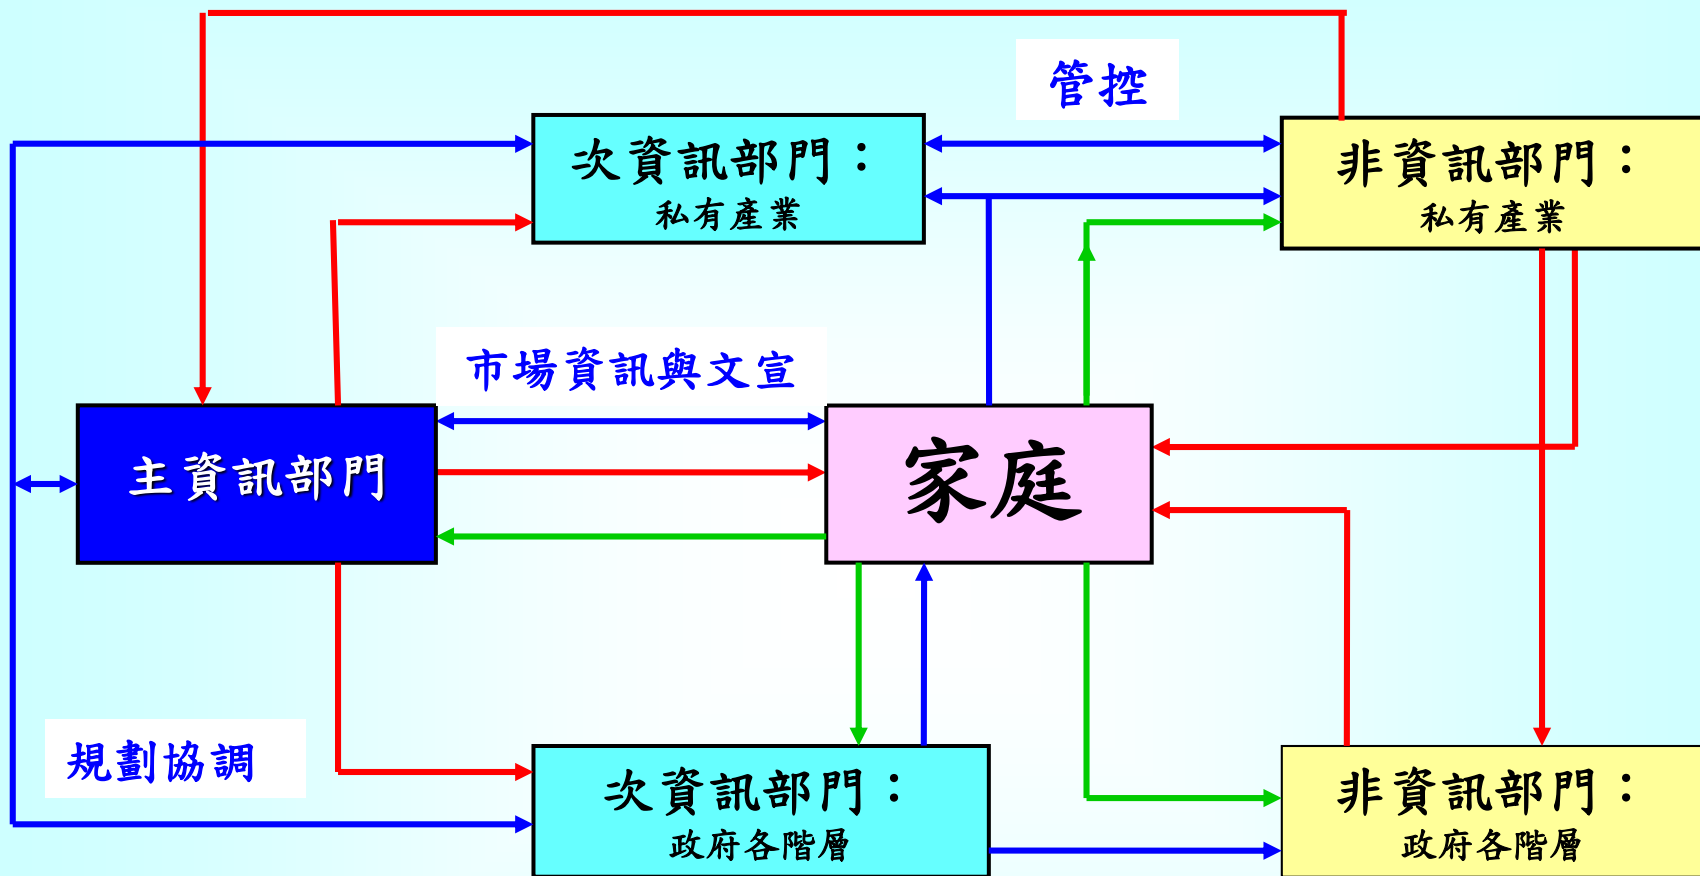 管控
次資訊部門：
私有產業
非資訊部門：
私有產業
市場資訊與文宣
主資訊部門
家庭
規劃協調
次資訊部門：
政府各階層
非資訊部門：
政府各階層